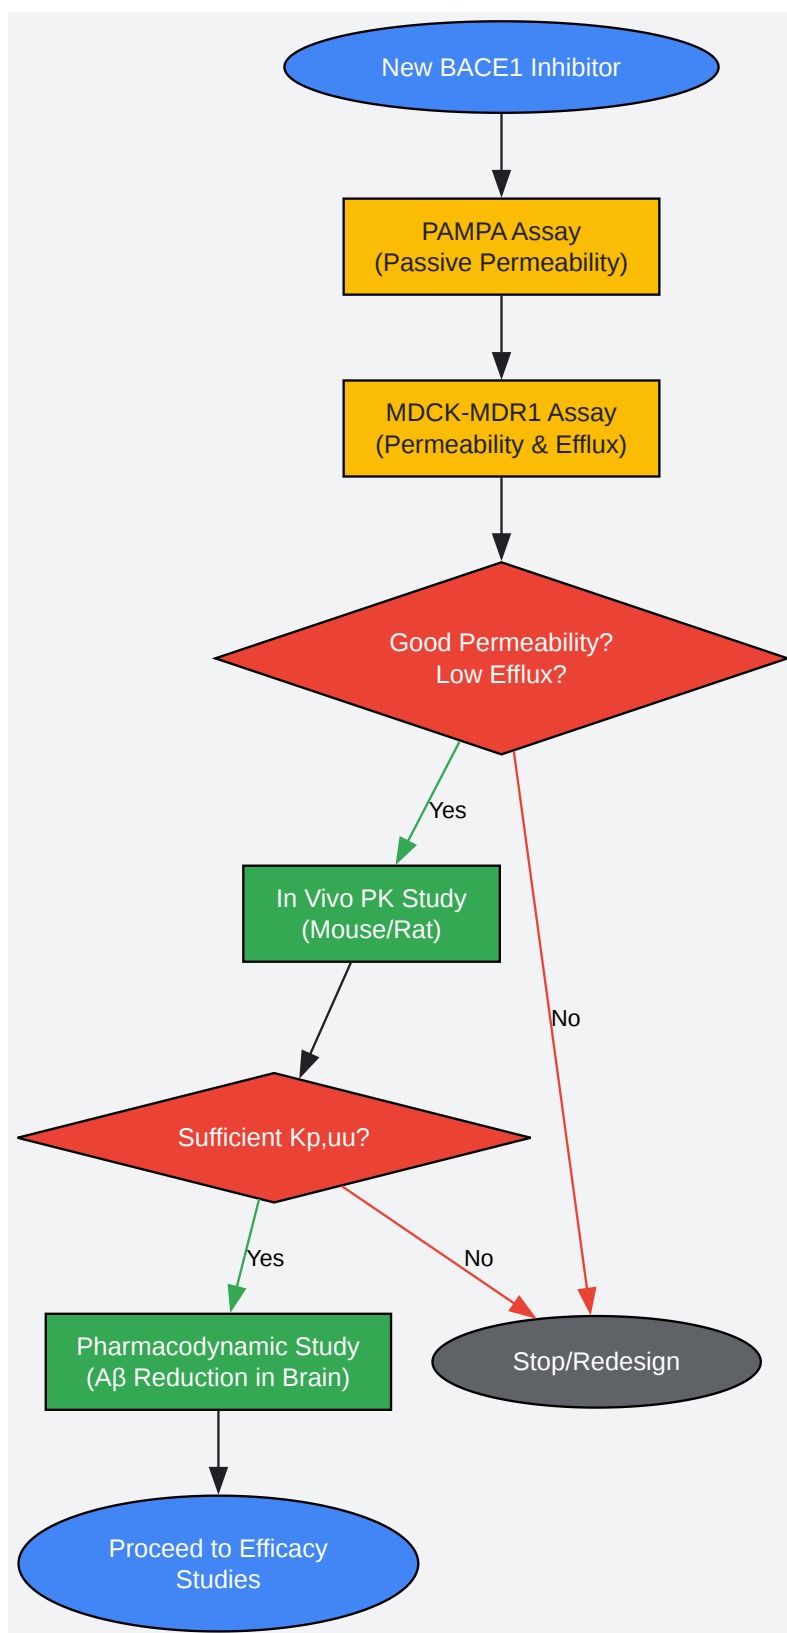 New BACE1 Inhibitor
PAMPA Assay
(Passive Permeability)
MDCK-MDR1 Assay
(Permeability & Efflux)
Good Permeability?
Low Efflux?
Yes
In Vivo PK Study
(Mouse/Rat)
No
Sufficient Kp,uu?
Yes
No
Pharmacodynamic Study
(Aβ Reduction in Brain)
Stop/Redesign
Proceed to Efficacy
Studies